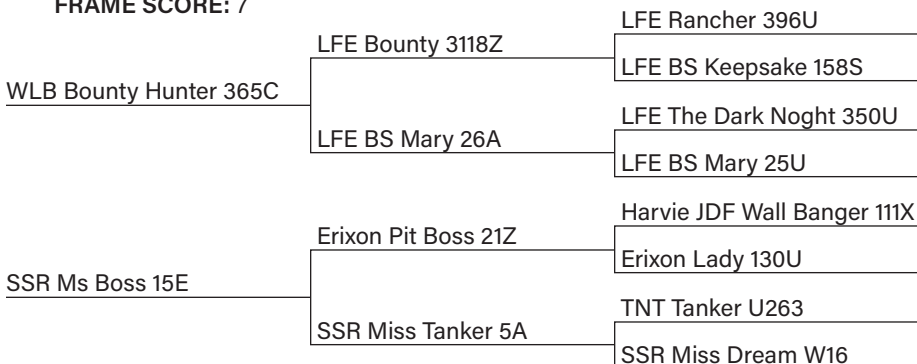 FRAME SCORE: 7
LFE Rancher 396U
LFE Bounty 3118Z
LFE BS Keepsake 158S
WLB Bounty Hunter 365C
LFE The Dark Noght 350U
LFE BS Mary 26A
LFE BS Mary 25U
Harvie JDF Wall Banger 111X
Erixon Pit Boss 21Z
Erixon Lady 130U
SSR Ms Boss 15E
TNT Tanker U263
SSR Miss Tanker 5A
SSR Miss Dream W16